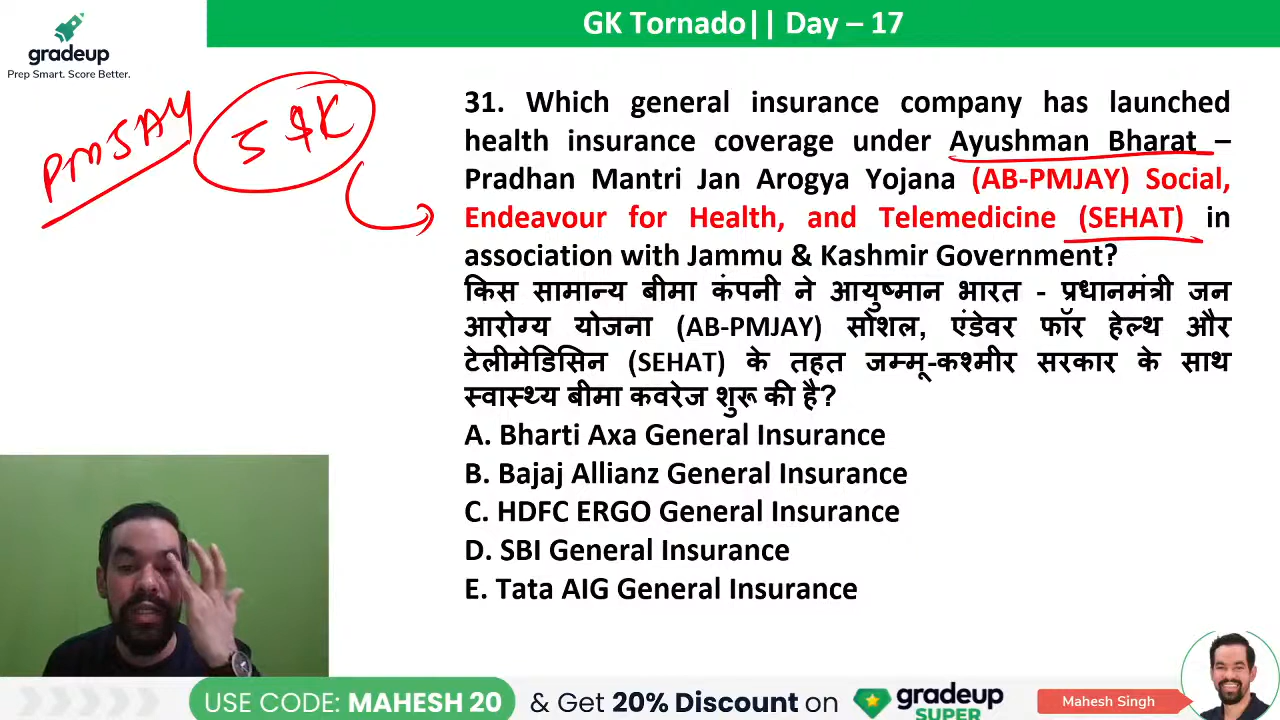 GK Tornado|| Day – 17
gradeup
Prep Smart. Score Better.
PMJAY
J&K
31. Which general insurance company has launched
health insurance coverage under Ayushman Bharat –
Pradhan Mantri Jan Arogya Yojana (AB-PMJAY) Social,
Endeavour for Health, and Telemedicine (SEHAT) in
association with Jammu & Kashmir Government?
किस सामान्य बीमा कंपनी ने आयुष्मान भारत - प्रधानमंत्री जन
आरोग्य योजना (AB-PMJAY) सोशल, एंडेवर फॉर हेल्थ और
टेलीमेडिसिन (SEHAT) के तहत जम्मू-कश्मीर सरकार के साथ
स्वास्थ्य बीमा कवरेज शुरू की है?
A. Bharti Axa General Insurance
B. Bajaj Allianz General Insurance
C. HDFC ERGO General Insurance
D. SBI General Insurance
E. Tata AIG General Insurance
USE CODE: MAHESH 20 & Get 20% Discount on
gradeup
SUPER
Mahesh Singh